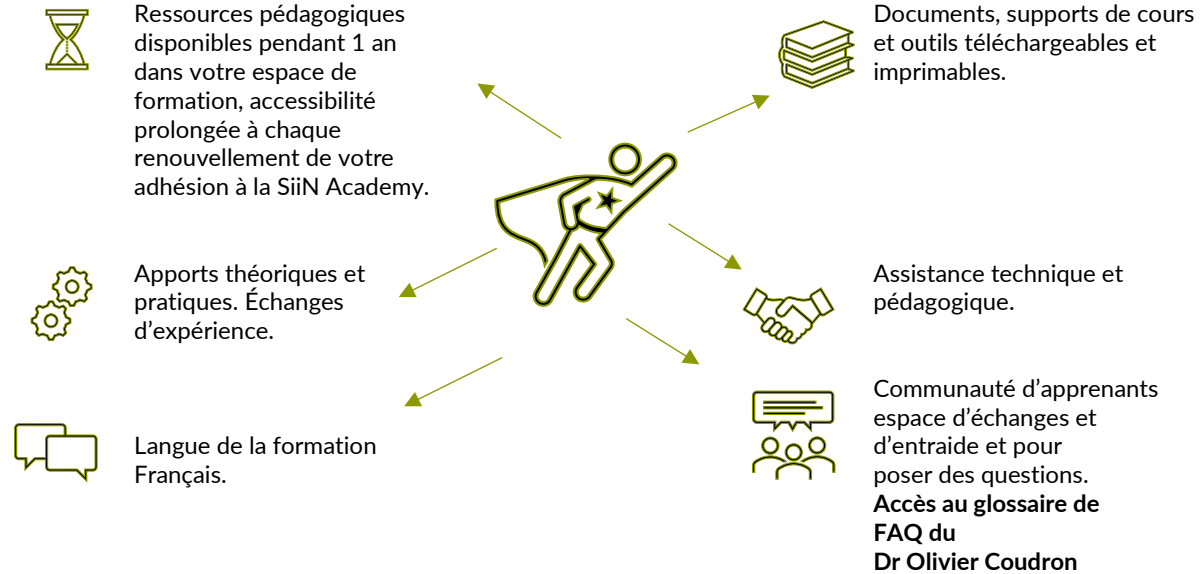 Ressources pédagogiques
disponibles pendant 1 an
dans votre espace de
formation, accessibilité
prolongée à chaque
renouvellement de votre
adhésion à la SiiN Academy.
Apports théoriques et
pratiques. Échanges
d’expérience.
Langue de la formation
Français.
Documents, supports de cours
et outils téléchargeables et
imprimables.
Assistance technique et
pédagogique.
Communauté d’apprenants
espace d’échanges et
d’entraide et pour
poser des questions.
Accès au glossaire de
FAQ du
Dr Olivier Coudron